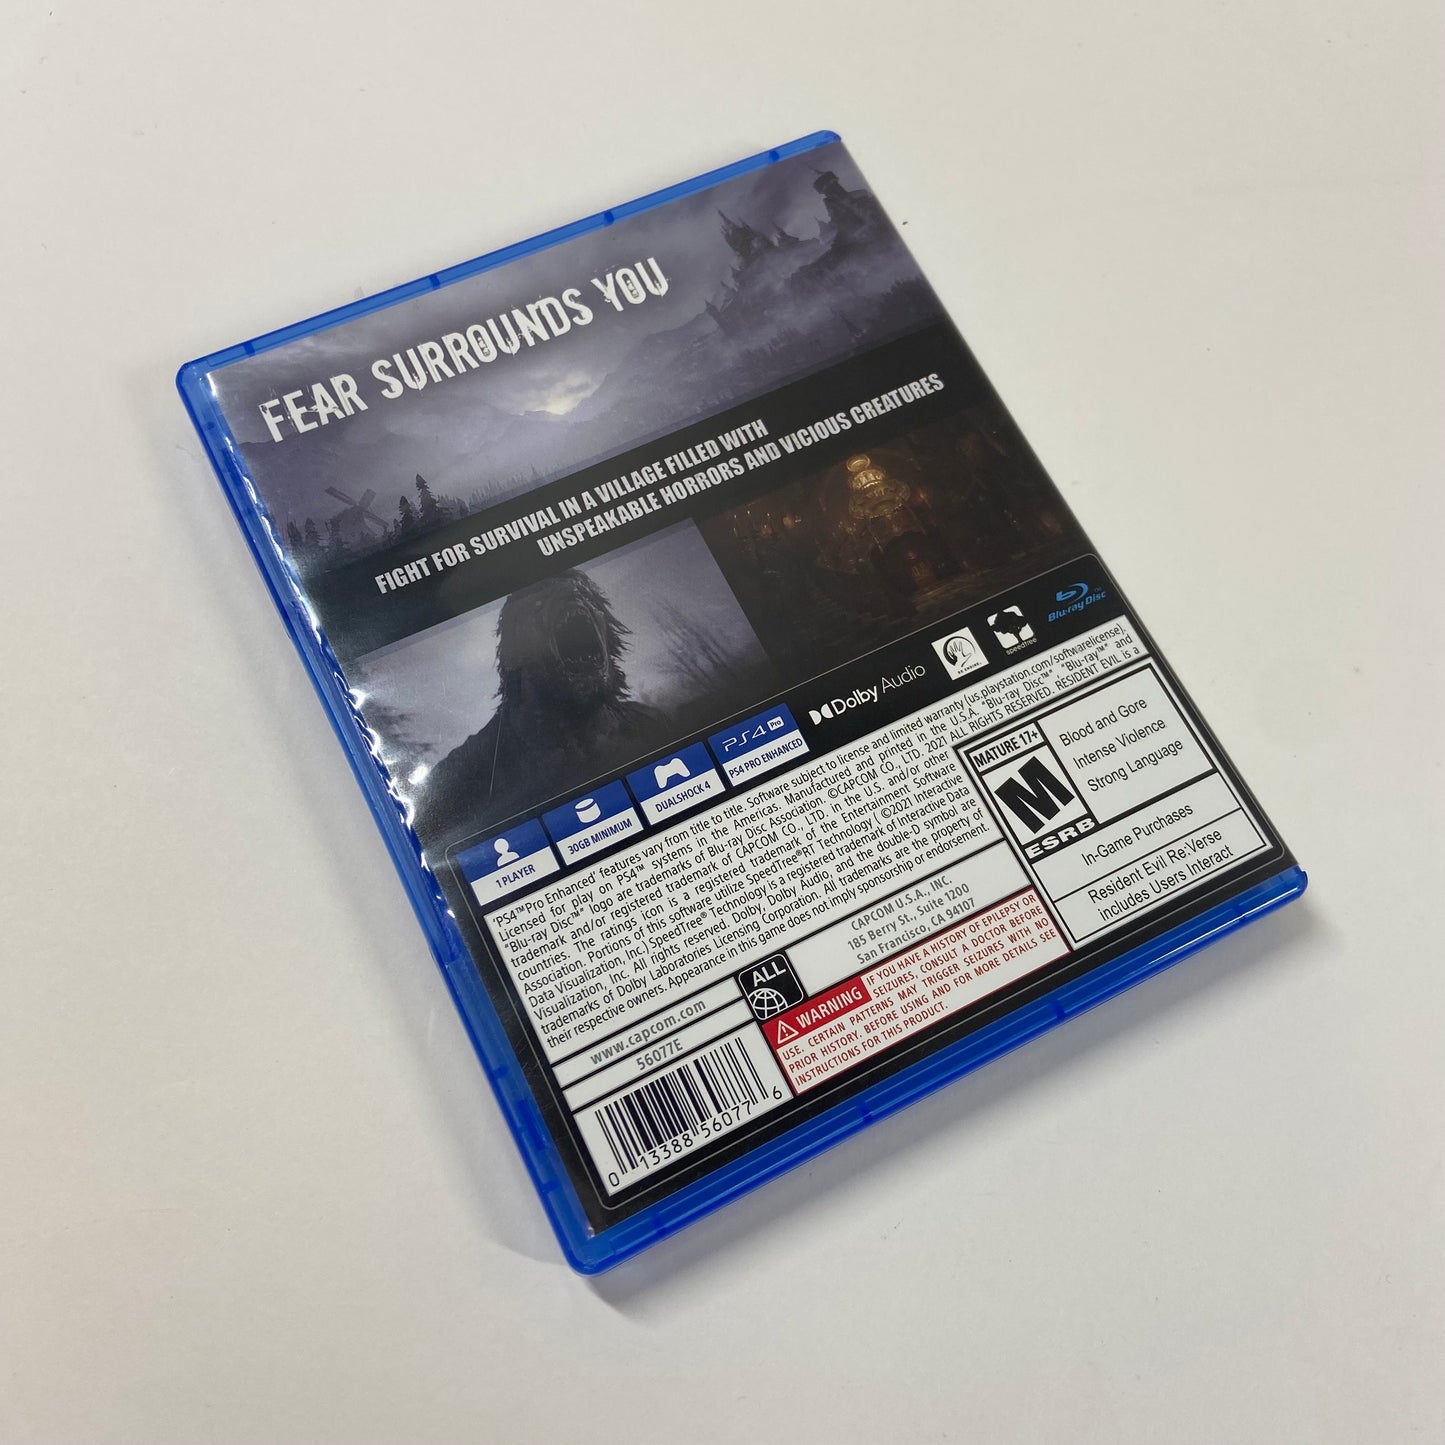 FEAR SURROUNDS YOU
FIGHT FOR SURVIVAL IN A VILLAGE FILLED WITH
UNSPEAKABLE HORRORS AND VICIOUS CREATURES
1 PLAYER
30GB MINIMUM
DUALSHOCK 4
PS4 Pro
PS4 PRO ENHANCED
Dolby Audio
RE ENGINE™
speedtree
Blu-ray Disc™
'PS4™ Pro Enhanced' features vary from title to title. Software subject to license and limited warranty (us.playstation.com/softwarelicense).
Licensed for play on PS4™ systems in the Americas. Manufactured and printed in the U.S.A. "Blu-ray Disc™" "Blu-ray™" and
"Blu-ray Disc™" logo are trademarks of Blu-ray Disc Association. ©CAPCOM CO., LTD. 2021 ALL RIGHTS RESERVED. RESIDENT EVIL is a
trademark and/or registered trademark of CAPCOM CO., LTD. in the U.S. and/or other
countries. The ratings icon is a registered trademark of the Entertainment Software
Association. Portions of this software utilize SpeedTree®RT Technology (©2021 Interactive
Data Visualization, Inc.) SpeedTree® Technology is a registered trademark of Interactive Data
Visualization, Inc. All rights reserved. Dolby, Dolby Audio, and the double-D symbol are
trademarks of Dolby Laboratories Licensing Corporation. All trademarks are the property of
their respective owners. Appearance in this game does not imply sponsorship or endorsement.
MATURE 17+
M
ESRB
Blood and Gore
Intense Violence
Strong Language
In-Game Purchases
Resident Evil Re:Verse
includes Users Interact
www.capcom.com
56077E
ALL
CAPCOM U.S.A., INC.
185 Berry St., Suite 1200
San Francisco, CA 94107
WARNING IF YOU HAVE A HISTORY OF EPILEPSY OR
SEIZURES, CONSULT A DOCTOR BEFORE
USE. CERTAIN PATTERNS MAY TRIGGER SEIZURES WITH NO
PRIOR HISTORY. BEFORE USING AND FOR MORE DETAILS SEE
INSTRUCTIONS FOR THIS PRODUCT.
0 13388 56077 6